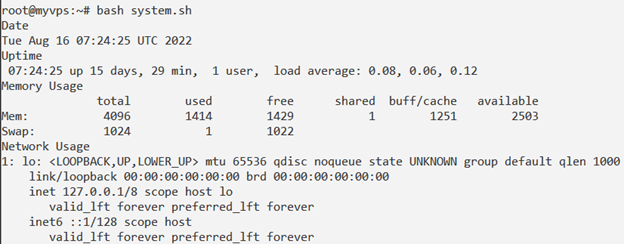 root@myvps:~# bash system.sh
Date
Tue Aug 16 07:24:25 UTC 2022
Uptime
 07:24:25 up 15 days, 29 min,  1 user,  load average: 0.08, 0.06, 0.12
Memory Usage
              total        used        free      shared  buff/cache   available
Mem:           4096        1414        1429           1        1251        2503
Swap:          1024           1        1022
Network Usage
1: lo: <LOOPBACK,UP,LOWER_UP> mtu 65536 qdisc noqueue state UNKNOWN group default qlen 1000
    link/loopback 00:00:00:00:00:00 brd 00:00:00:00:00:00
    inet 127.0.0.1/8 scope host lo
       valid_lft forever preferred_lft forever
    inet6 ::1/128 scope host
       valid_lft forever preferred_lft forever